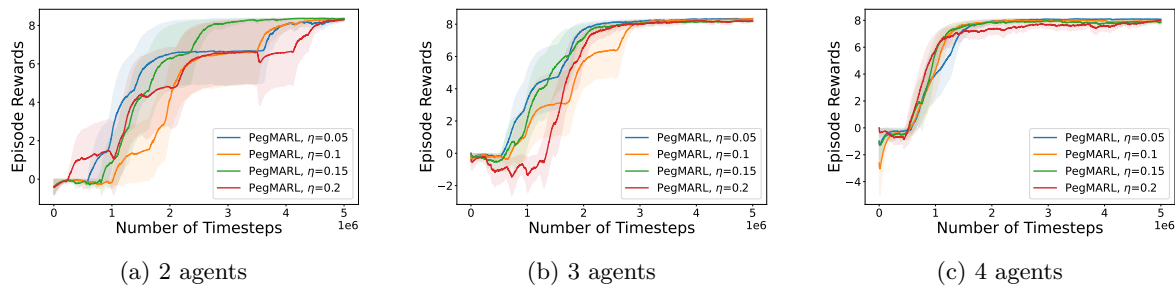 Episode Rewards
8
6
4
2
0
PegMARL, η=0.05
PegMARL, η=0.1
PegMARL, η=0.15
PegMARL, η=0.2
0 1 2 3 4 5
1e6
Number of Timesteps
(a) 2 agents
Episode Rewards
8
6
4
2
0
−2
PegMARL, η=0.05
PegMARL, η=0.1
PegMARL, η=0.15
PegMARL, η=0.2
0 1 2 3 4 5
1e6
Number of Timesteps
(b) 3 agents
Episode Rewards
8
6
4
2
0
−2
−4
PegMARL, η=0.05
PegMARL, η=0.1
PegMARL, η=0.15
PegMARL, η=0.2
0 1 2 3 4 5
1e6
Number of Timesteps
(c) 4 agents